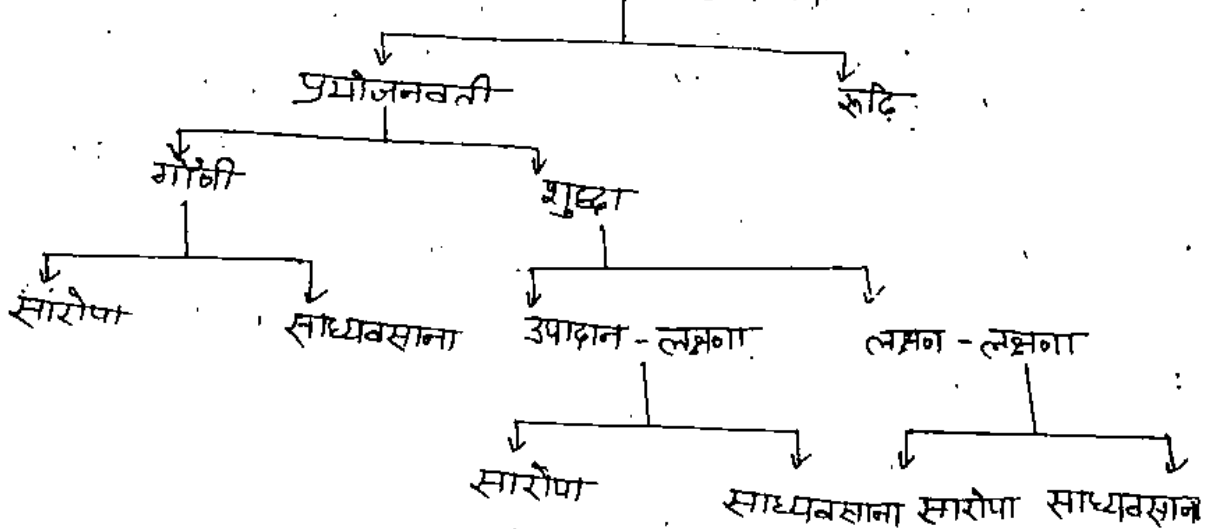 प्रयोजनवती रूढि
गौणी शुद्धा
सारोपा साध्यवसाना उपादान - लक्षणा लक्षण - लक्षणा
सारोपा साध्यवसाना सारोपा साध्यवसान